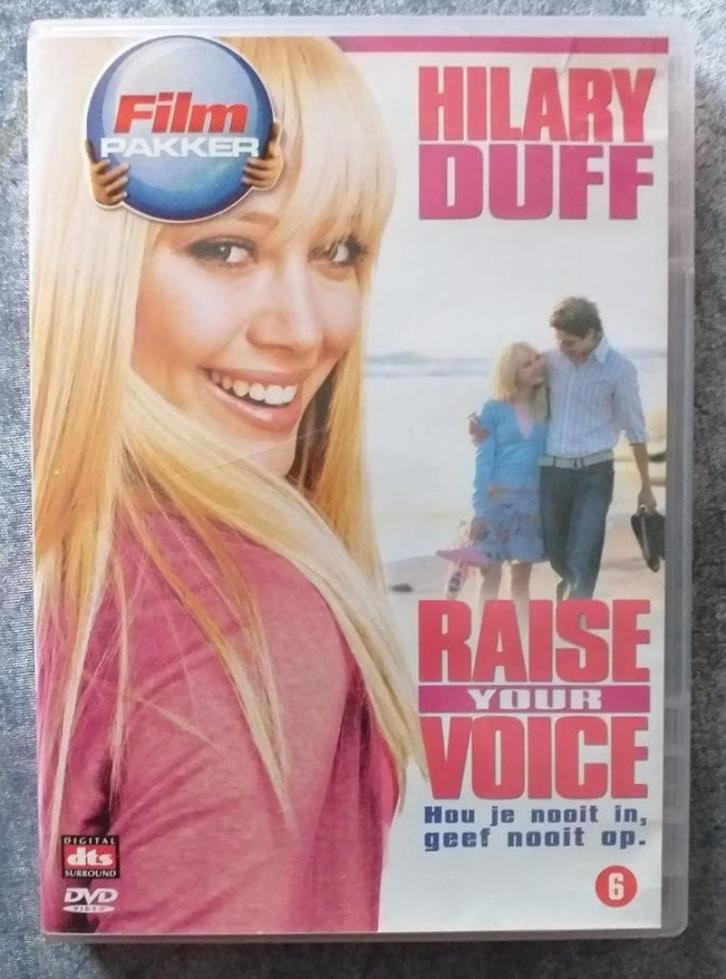 Film
PAKKER
HILARY
DUFF
RAISE
YOUR
VOICE
Hou je nooit in,
geef nooit op.
DIGITAL
dts
SURROUND
DVD
VIDEO
6